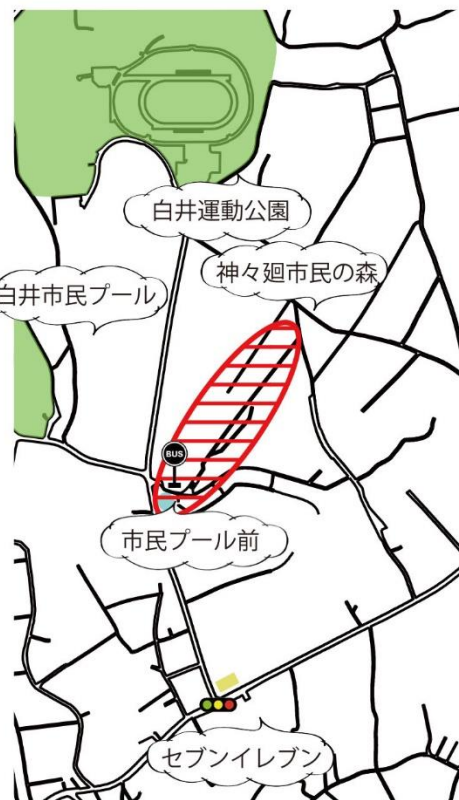 白井運動公園
神々廻市民の森
白井市民プール
BUS
市民プール前
セブンイレブン